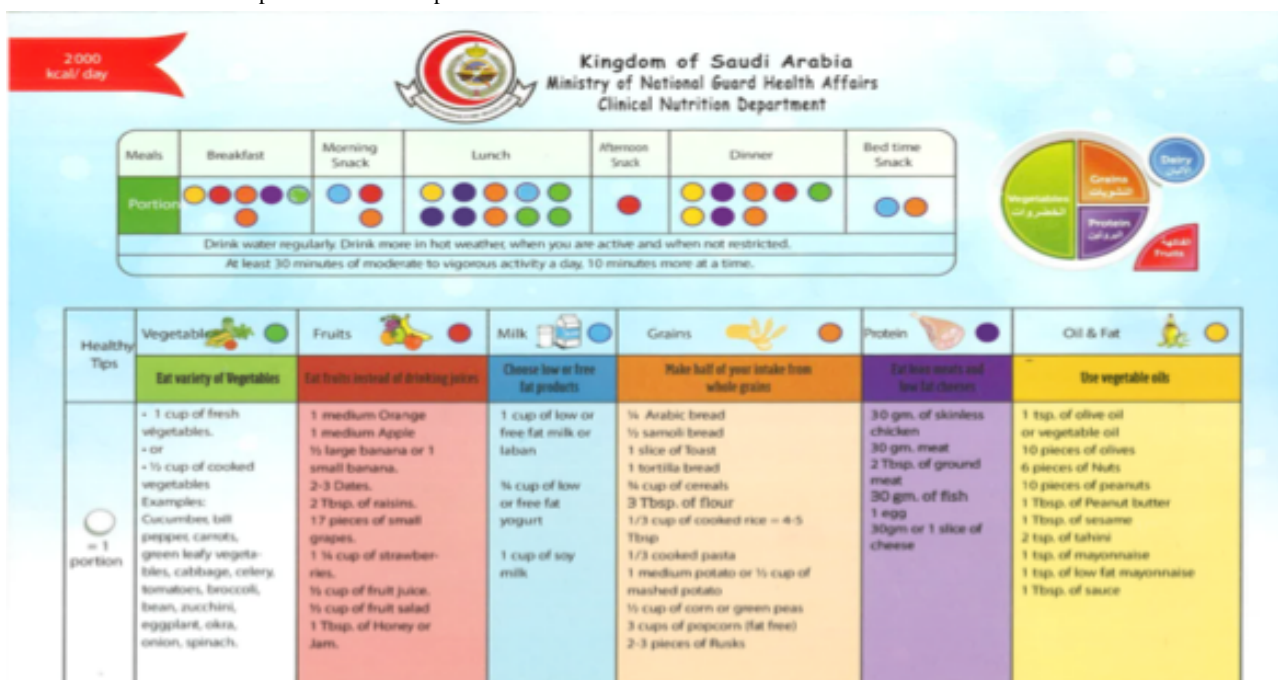 2000
kcal/ day
Kingdom of Saudi Arabia
Ministry of National Guard Health Affairs
Clinical Nutrition Department
Meals
Breakfast
Morning
Snack
Lunch
Afternoon
Snack
Dinner
Bed time
Snack
Portion
Drink water regularly. Drink more in hot weather, when you are active and when not restricted.
At least 30 minutes of moderate to vigorous activity a day, 10 minutes more at a time.
Vegetables
الخضروات
Grains
النشويات
Protein
البروتين
Dairy
الألبان
الفاكهة
Fruits
Healthy
Tips
Vegetable
Eat variety of Vegetables
Fruits
Eat fruits instead of drinking juices
Milk
Choose low or free
fat products
Grains
Make half of your intake from
whole grains
Protein
Eat lean meats and
low fat cheeses
Oil & Fat
Use vegetable oils
= 1
portion
- 1 cup of fresh
vegetables.
- or
- ½ cup of cooked
vegetables
Examples:
Cucumber, bill
pepper, carrots,
green leafy vegeta-
bles, cabbage, celery,
tomatoes, broccoli,
bean, zucchini,
eggplant, okra,
onion, spinach.
1 medium Orange
1 medium Apple
½ large banana or 1
small banana.
2-3 Dates.
2 Tbsp. of raisins.
17 pieces of small
grapes.
1 ¼ cup of strawber-
ries.
½ cup of fruit juice.
½ cup of fruit salad
1 Tbsp. of Honey or
Jam.
1 cup of low or
free fat milk or
laban
¾ cup of low
or free fat
yogurt
1 cup of soy
milk
¼ Arabic bread
½ samoli bread
1 slice of Toast
1 tortilla bread
¾ cup of cereals
3 Tbsp. of flour
1/3 cup of cooked rice = 4-5
Tbsp
1/3 cooked pasta
1 medium potato or ½ cup of
mashed potato
½ cup of corn or green peas
3 cups of popcorn (fat free)
2-3 pieces of Rusks
30 gm. of skinless
chicken
30 gm. meat
2 Tbsp. of ground
meat
30 gm. of fish
1 egg
30gm or 1 slice of
cheese
1 tsp. of olive oil
or vegetable oil
10 pieces of olives
6 pieces of Nuts
10 pieces of peanuts
1 Tbsp. of Peanut butter
1 Tbsp. of sesame
2 tsp. of tahini
1 tsp. of mayonnaise
1 tsp. of low fat mayonnaise
1 Tbsp. of sauce